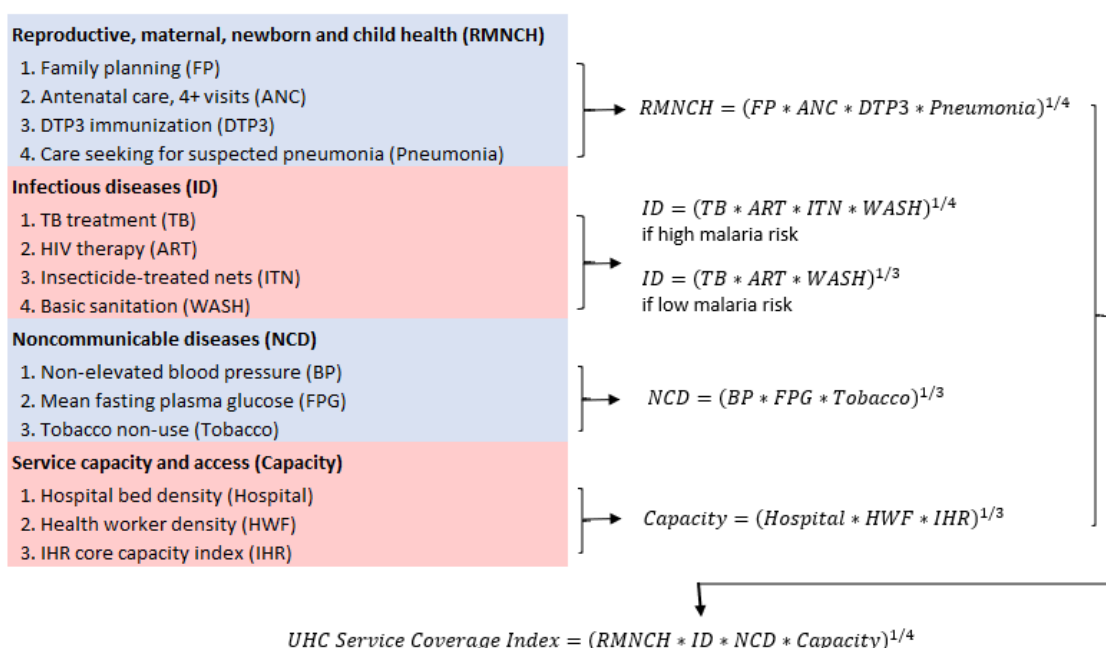 Reproductive, maternal, newborn and child health (RMNCH)
1. Family planning (FP)
2. Antenatal care, 4+ visits (ANC)
3. DTP3 immunization (DTP3)
4. Care seeking for suspected pneumonia (Pneumonia)
RMNCH = (FP * ANC * DTP3 * Pneumonia)^{1/4}
Infectious diseases (ID)
1. TB treatment (TB)
2. HIV therapy (ART)
3. Insecticide-treated nets (ITN)
4. Basic sanitation (WASH)
ID = (TB * ART * ITN * WASH)^{1/4}
if high malaria risk
ID = (TB * ART * WASH)^{1/3}
if low malaria risk
Noncommunicable diseases (NCD)
1. Non-elevated blood pressure (BP)
2. Mean fasting plasma glucose (FPG)
3. Tobacco non-use (Tobacco)
NCD = (BP * FPG * Tobacco)^{1/3}
Service capacity and access (Capacity)
1. Hospital bed density (Hospital)
2. Health worker density (HWF)
3. IHR core capacity index (IHR)
Capacity = (Hospital * HWF * IHR)^{1/3}
UHC Service Coverage Index = (RMNCH * ID * NCD * Capacity)^{1/4}